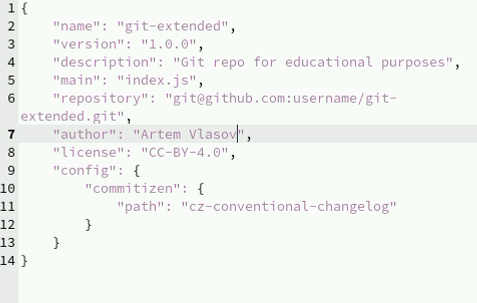 1 {
2     "name": "git-extended",
3     "version": "1.0.0",
4     "description": "Git repo for educational purposes",
5     "main": "index.js",
6     "repository": "git@github.com:username/git-
extended.git",
7     "author": "Artem Vlasov",
8     "license": "CC-BY-4.0",
9     "config": {
10         "commitizen": {
11             "path": "cz-conventional-changelog"
12         }
13     }
14 }